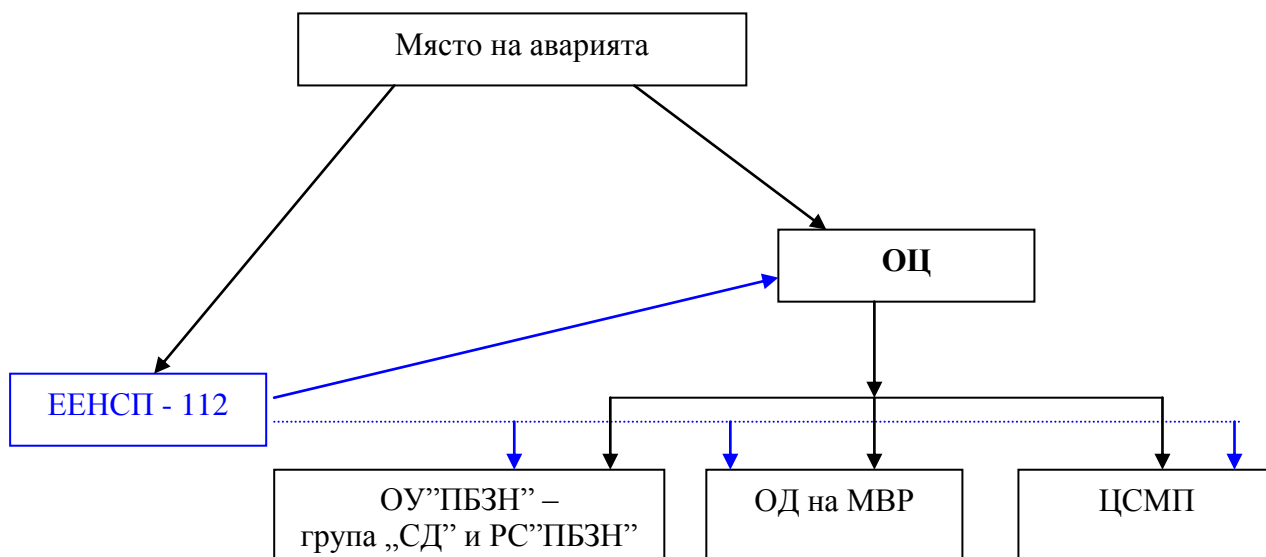 Място на аварията
ОЦ
ЕЕНСП - 112
ОУ”ПБЗН” –
група „СД” и РС”ПБЗН”
ОД на МВР
ЦСМП